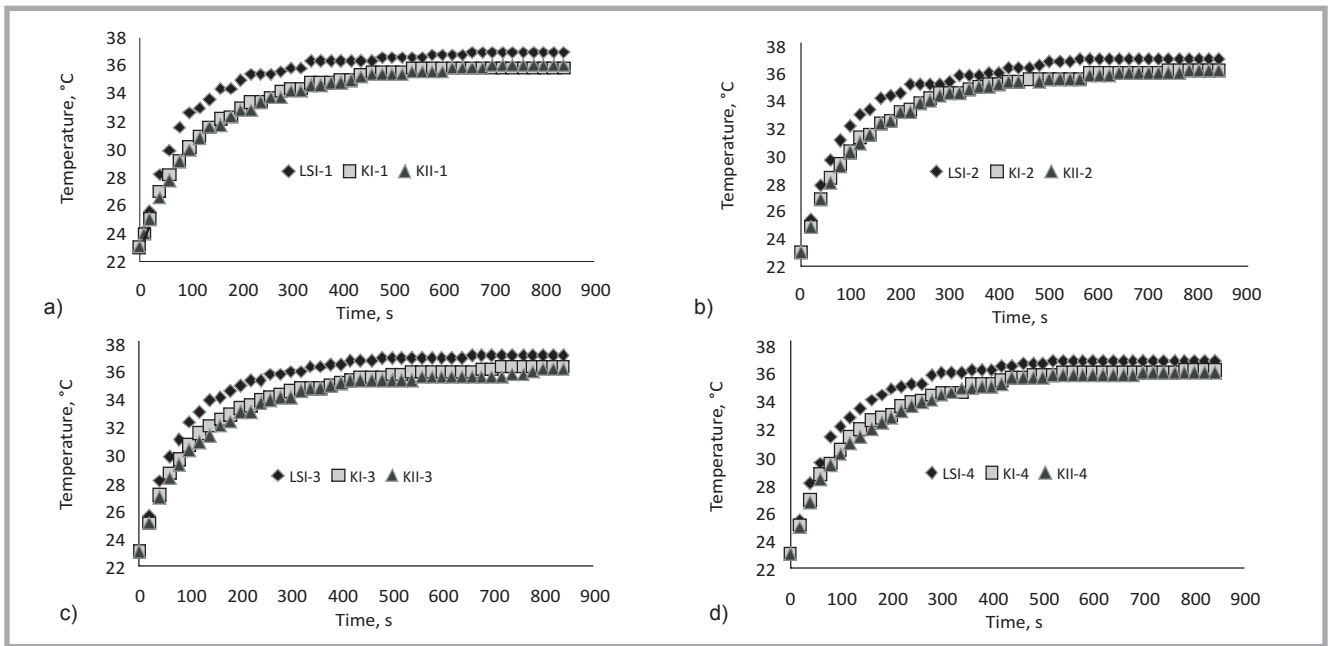 38
36
34
32
30
28
26
24
22
Temperature, °C
LSI-1 KI-1 KII-1
0 100 200 300 400 500 600 700 800 900
Time, s
a)
38
36
34
32
30
28
26
24
22
Temperature, °C
LSI-2 KI-2 KII-2
0 100 200 300 400 500 600 700 800 900
Time, s
b)
38
36
34
32
30
28
26
24
22
Temperature, °C
LSI-3 KI-3 KII-3
0 100 200 300 400 500 600 700 800 900
Time, s
c)
38
36
34
32
30
28
26
24
22
Temperature, °C
LSI-4 KI-4 KII-4
0 100 200 300 400 500 600 700 800 900
Time, s
d)